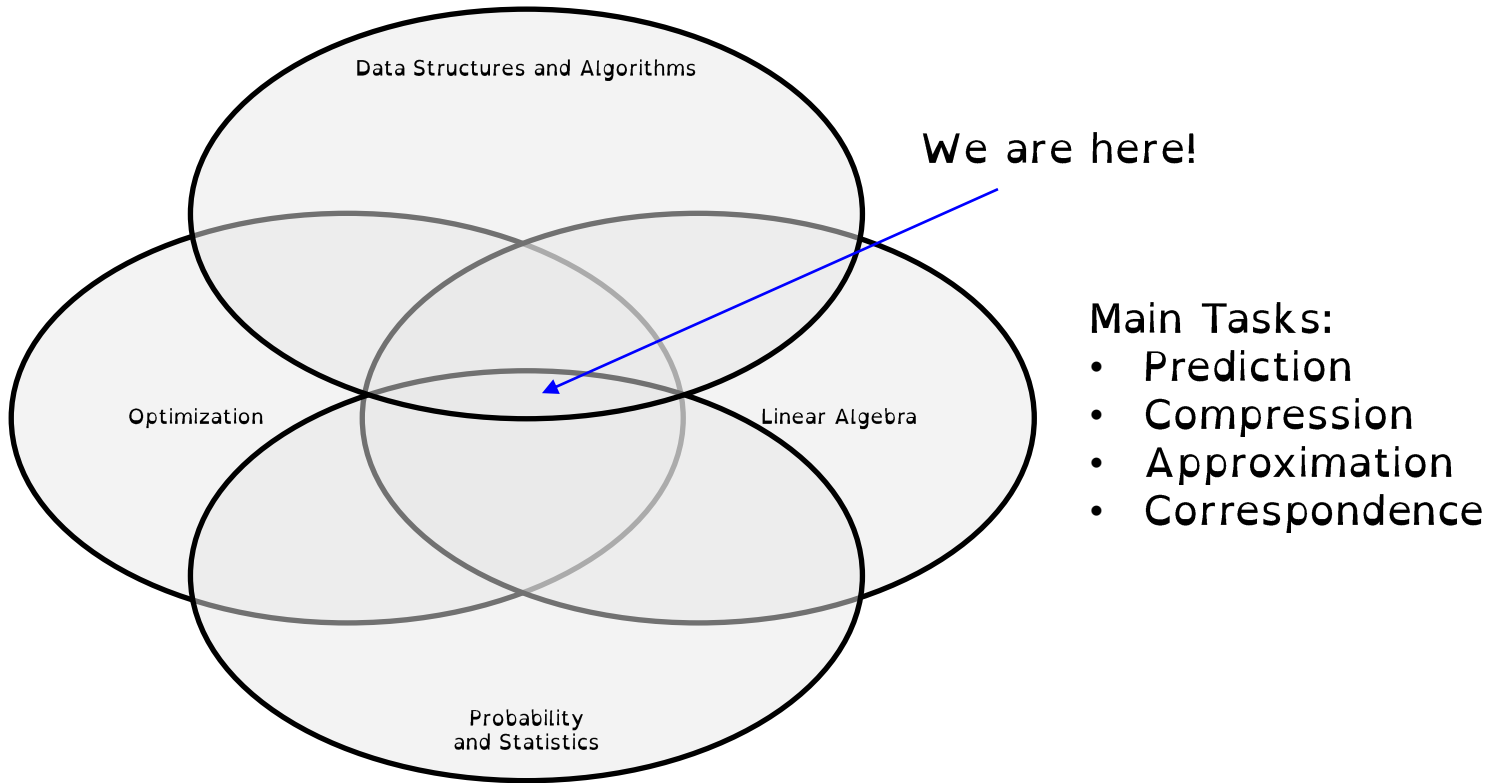 Data Structures and Algorithms
We are here!
Optimization
Linear Algebra
Probability
and Statistics
Main Tasks:
• Prediction
• Compression
• Approximation
• Correspondence